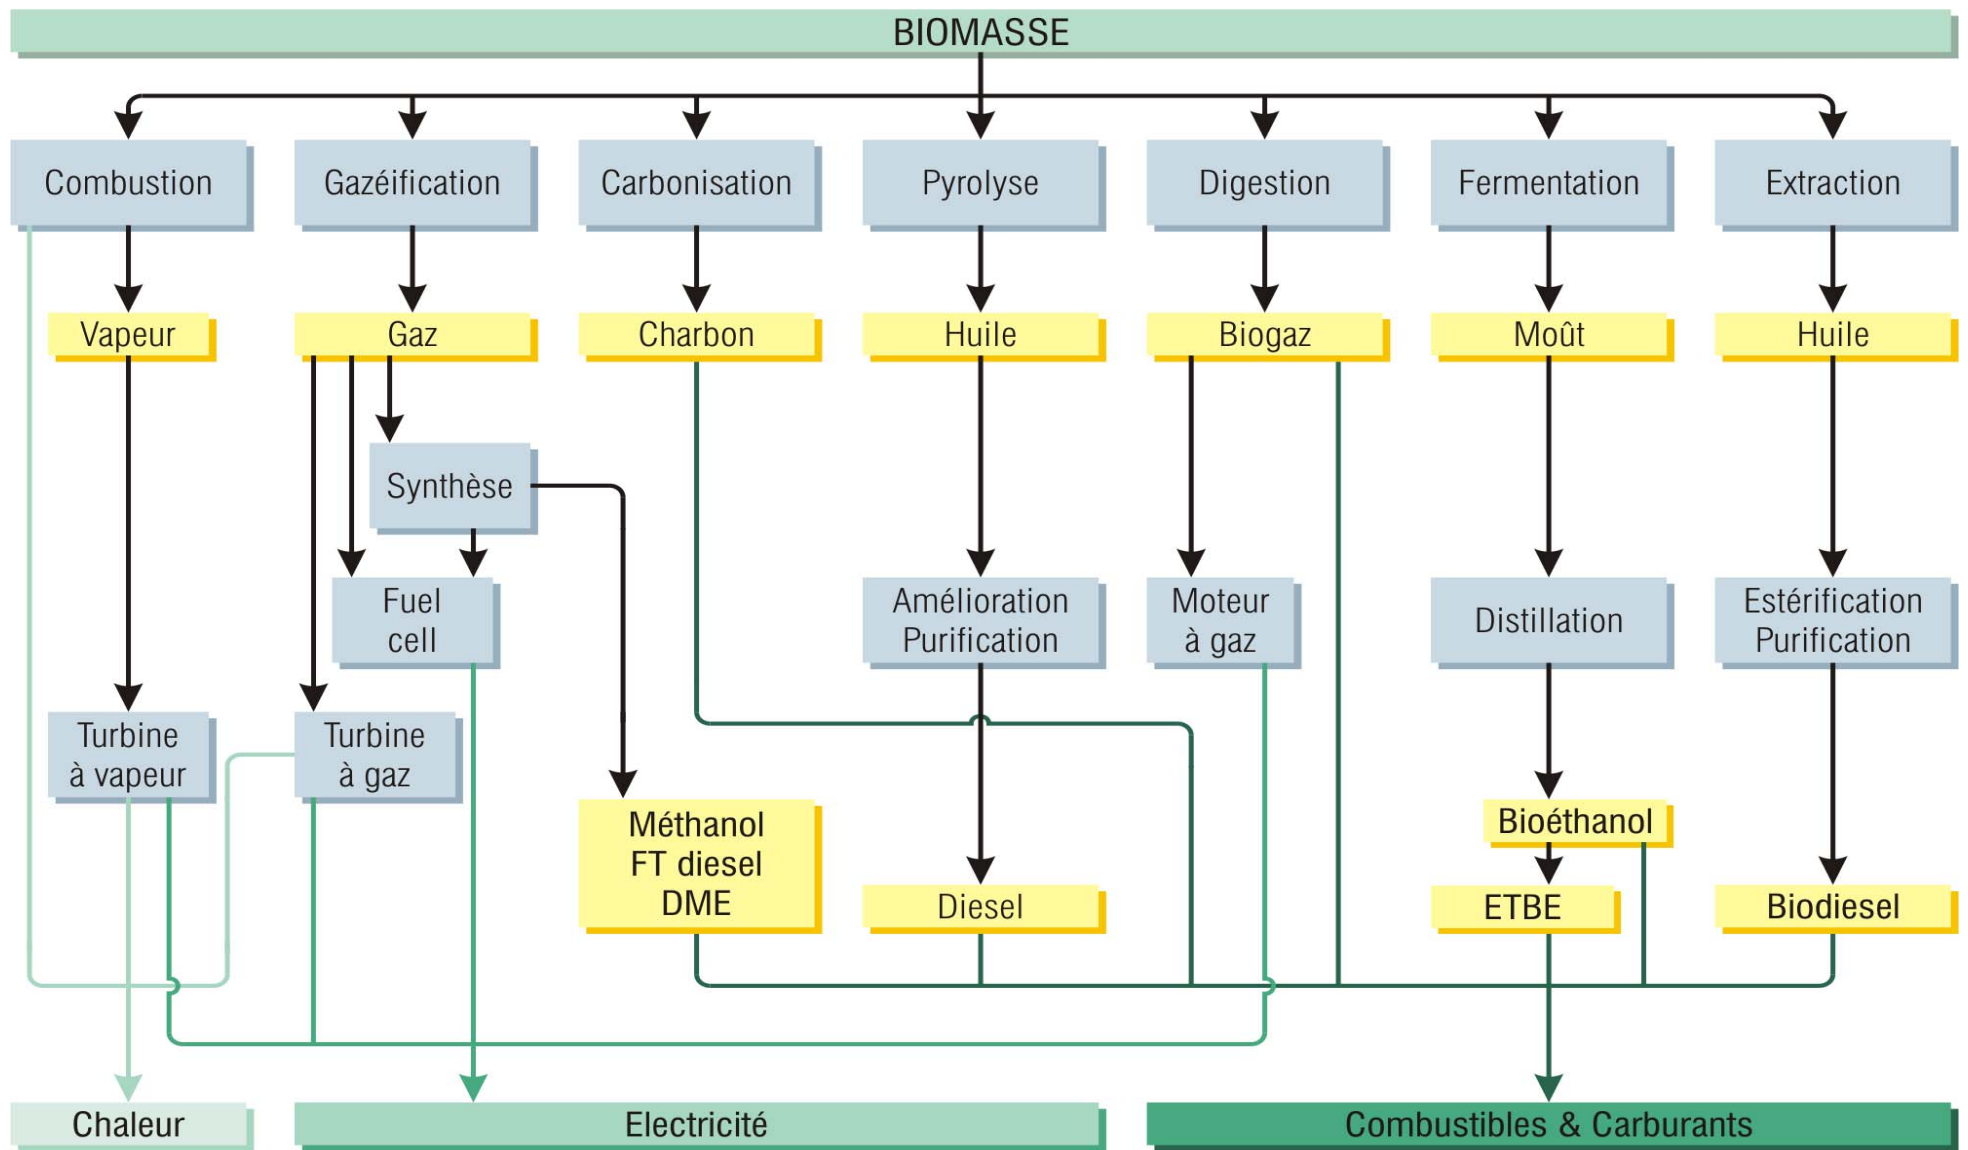 BIOMASSE
Combustion
Gazéification
Carbonisation
Pyrolyse
Digestion
Fermentation
Extraction
Vapeur
Gaz
Charbon
Huile
Biogaz
Moût
Huile
Synthèse
Fuel
cell
Amélioration
Purification
Moteur
à gaz
Distillation
Estérification
Purification
Turbine
à vapeur
Turbine
à gaz
Méthanol
FT diesel
DME
Bioéthanol
Diesel
ETBE
Biodiesel
Chaleur
Electricité
Combustibles & Carburants